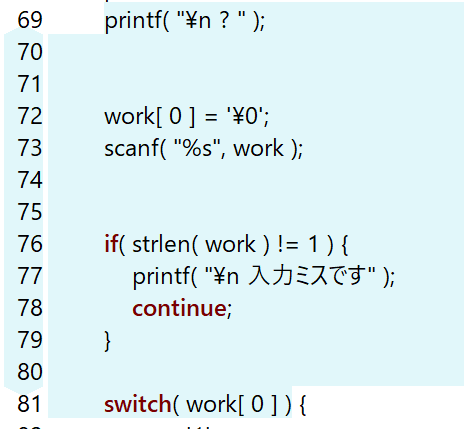 69 printf( "¥n ? " );
70
71
72 work[ 0 ] = '¥0';
73 scanf( "%s", work );
74
75
76 if( strlen( work ) != 1 ) {
77 printf( "¥n 入力ミスです" );
78 continue;
79 }
80
81 switch( work[ 0 ] ) {